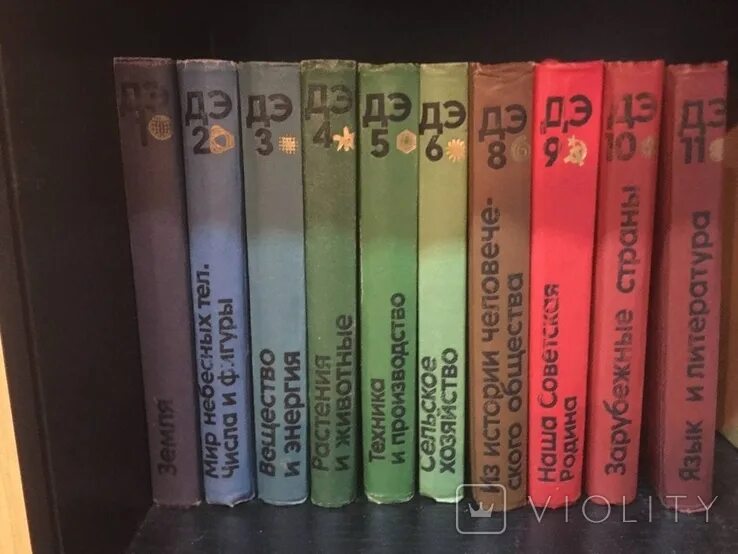 ДЭ
1
Земля
ДЭ
2
Мир небесных тел.
Числа и фигуры
ДЭ
3
Вещество
и энергия
ДЭ
4
Растения
и животные
ДЭ
5
Техника
и производство
ДЭ
6
Сельское
хозяйство
ДЭ
8
Из истории человече-
ского общества
ДЭ
9
Наша Советская
Родина
ДЭ
10
Зарубежные страны
ДЭ
11
Язык и литература
VIOLITY